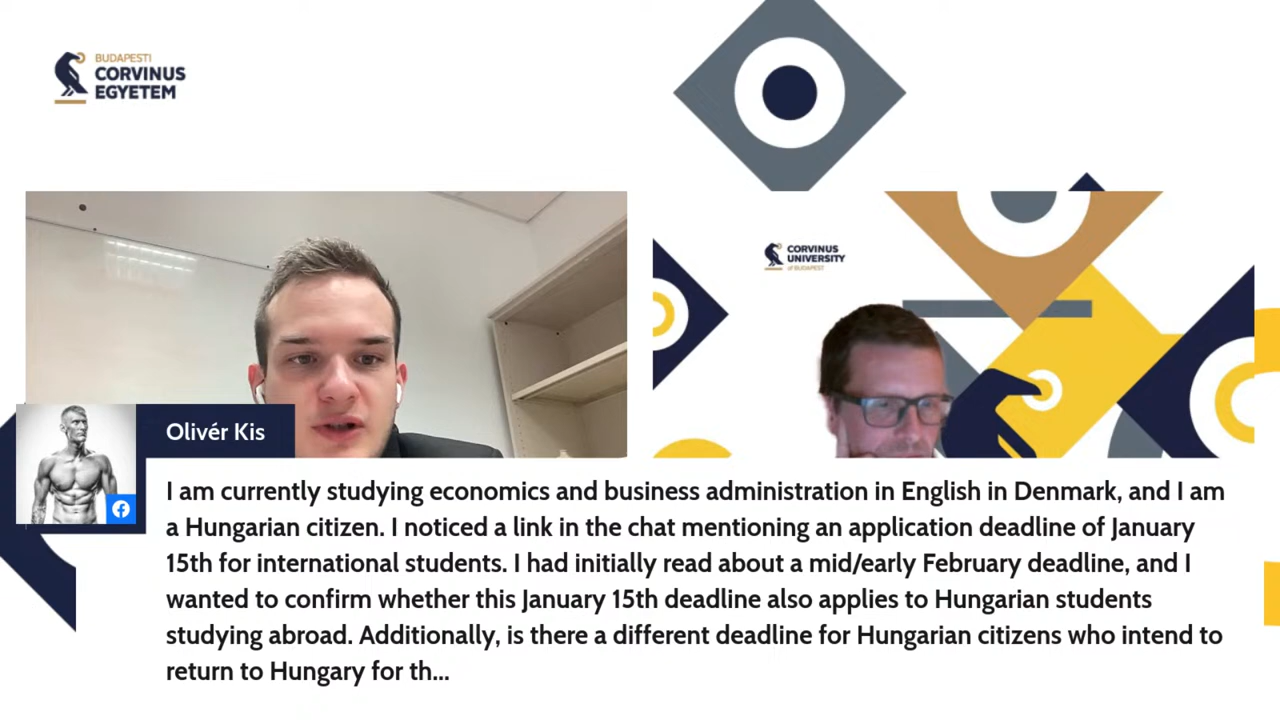 BUDAPESTI
CORVINUS
EGYETEM
CORVINUS
UNIVERSITY
of BUDAPEST
Olivér Kis
I am currently studying economics and business administration in English in Denmark, and I am
a Hungarian citizen. I noticed a link in the chat mentioning an application deadline of January
15th for international students. I had initially read about a mid/early February deadline, and I
wanted to confirm whether this January 15th deadline also applies to Hungarian students
studying abroad. Additionally, is there a different deadline for Hungarian citizens who intend to
return to Hungary for th...